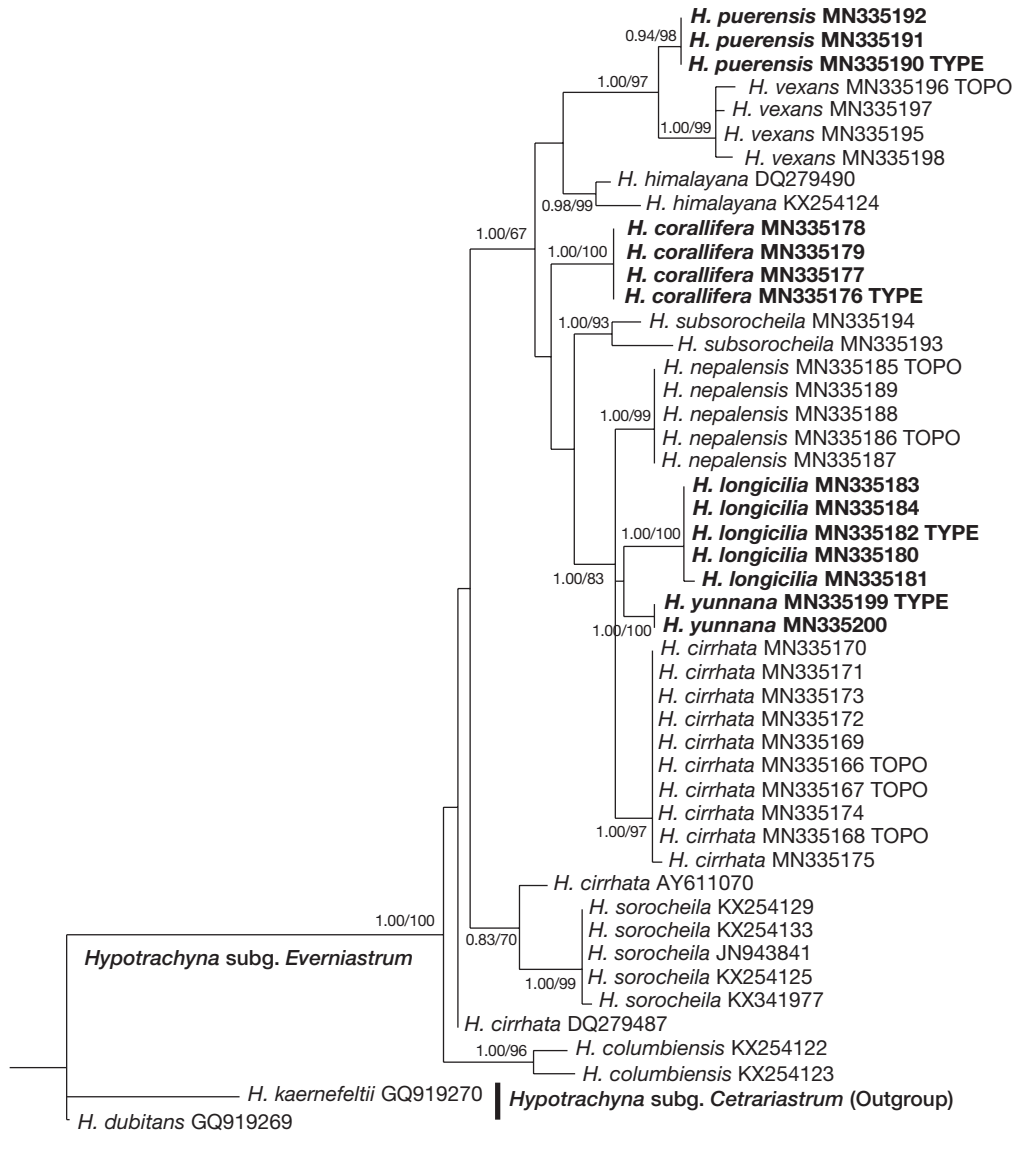 H. puerensis MN335192
0.94/98
H. puerensis MN335191
H. puerensis MN335190 TYPE
1.00/97
H. vexans MN335196 TOPO
H. vexans MN335197
1.00/99
H. vexans MN335195
H. vexans MN335198
H. himalayana DQ279490
0.98/99
H. himalayana KX254124
1.00/67
H. corallifera MN335178
1.00/100
H. corallifera MN335179
H. corallifera MN335177
H. corallifera MN335176 TYPE
1.00/93
H. subsorocheila MN335194
H. subsorocheila MN335193
H. nepalensis MN335185 TOPO
H. nepalensis MN335189
1.00/99
H. nepalensis MN335188
H. nepalensis MN335186 TOPO
H. nepalensis MN335187
H. longicilia MN335183
H. longicilia MN335184
1.00/100
H. longicilia MN335182 TYPE
H. longicilia MN335180
1.00/83
H. longicilia MN335181
H. yunnana MN335199 TYPE
1.00/100
H. yunnana MN335200
H. cirrhata MN335170
H. cirrhata MN335171
H. cirrhata MN335173
H. cirrhata MN335172
H. cirrhata MN335169
H. cirrhata MN335166 TOPO
H. cirrhata MN335167 TOPO
H. cirrhata MN335174
1.00/97
H. cirrhata MN335168 TOPO
H. cirrhata MN335175
H. cirrhata AY611070
H. sorocheila KX254129
1.00/100
0.83/70
H. sorocheila KX254133
Hypotrachyna subg. Everniastrum
H. sorocheila JN943841
H. sorocheila KX254125
1.00/99
H. sorocheila KX341977
H. cirrhata DQ279487
1.00/96
H. columbiensis KX254122
H. columbiensis KX254123
H. kaernefeltii GQ919270
Hypotrachyna subg. Cetrariastrum (Outgroup)
H. dubitans GQ919269